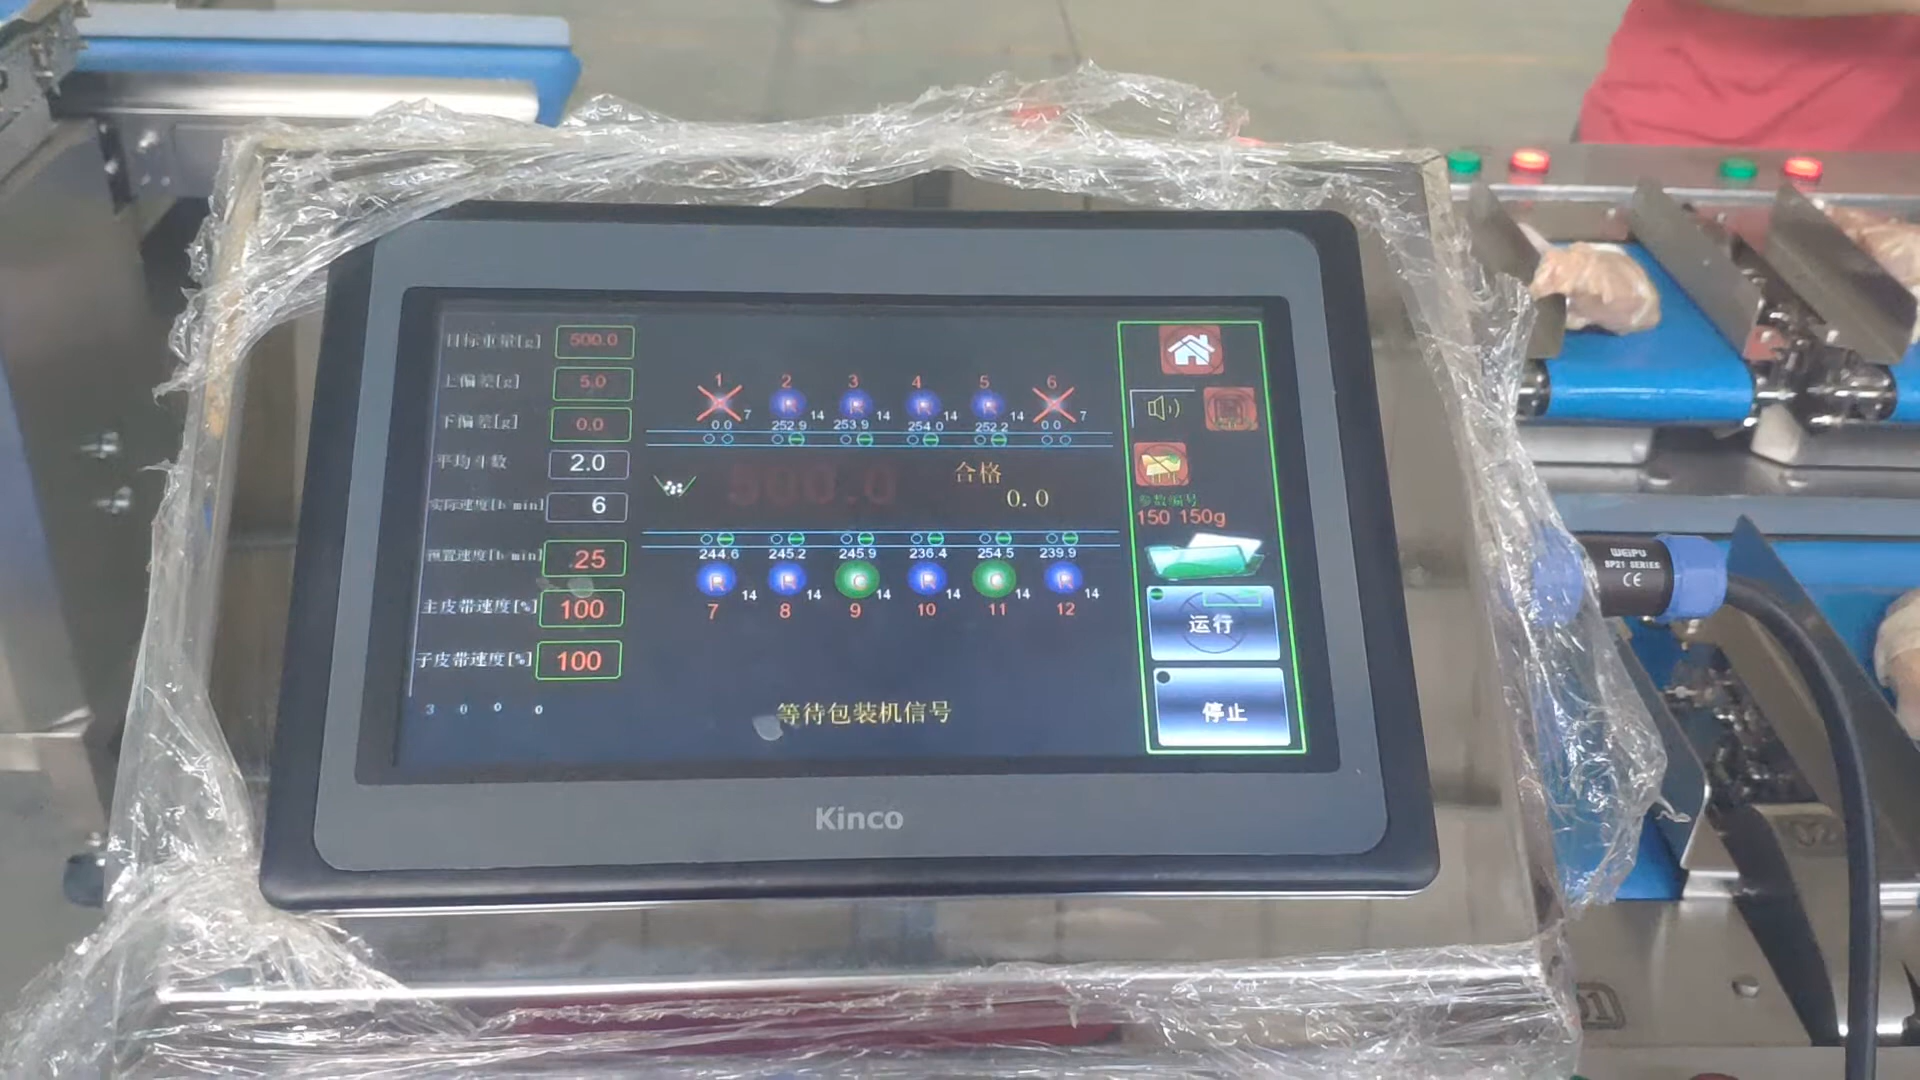 目标重量[g] 500.0
上偏差[g] 5.0
下偏差[g] 0.0
平均斗数 2.0
实际速度[b/min] 6
预置速度[b/min] 25
主皮带速度[%] 100
子皮带速度[%] 100
3 0 0 0
1 2 3 4 5 6
R R R R
7 14 14 14 14 7
0.0 252.9 253.9 254.0 252.2 0.0
500.0 合格
0.0
244.6 245.2 245.9 236.4 254.5 239.9
R R C R C R
14 14 14 14 14 14
7 8 9 10 11 12
等待包装机信号
参数编号
150 150g
运行
停止
Kinco
WEIPU
SP21 SERIES
CE